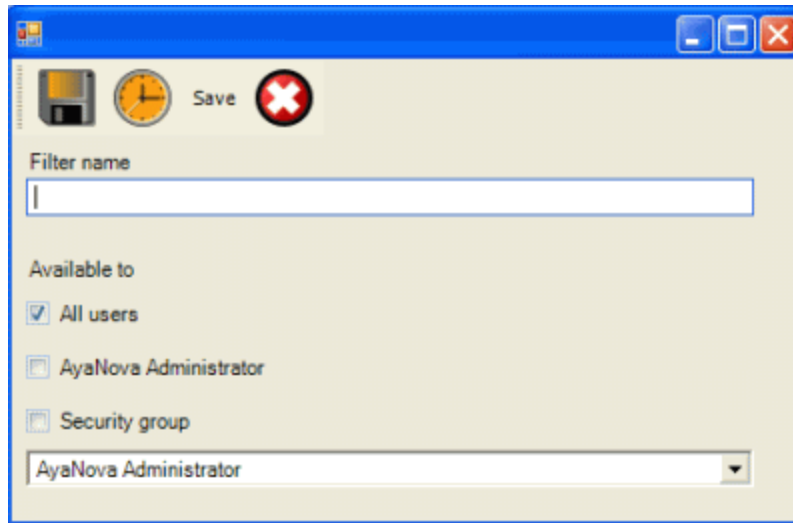 Save
Filter name
Available to
All users
AyaNova Administrator
Security group
AyaNova Administrator